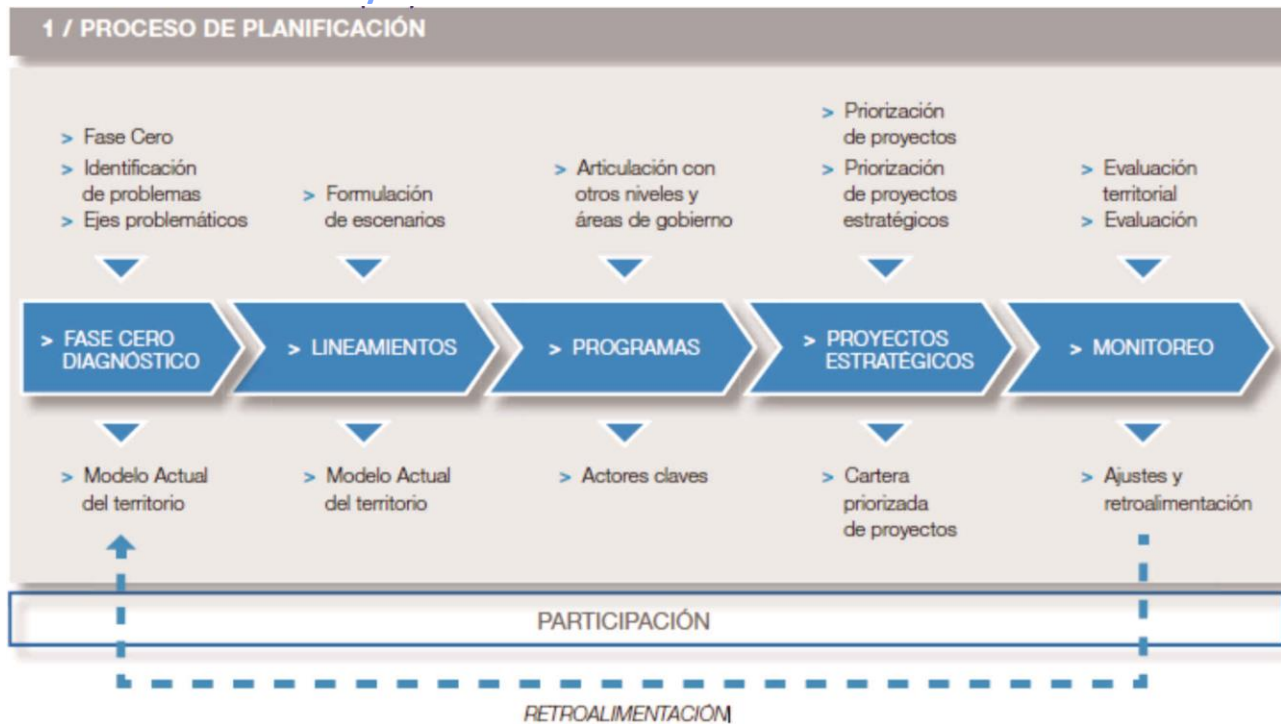 1 / PROCESO DE PLANIFICACIÓN
> Fase Cero
> Identificación
de problemas
> Ejes problemáticos
> Formulación
de escenarios
> Articulación con
otros niveles y
áreas de gobierno
> Priorización
de proyectos
> Priorización
de proyectos
estratégicos
> Evaluación
territorial
> Evaluación
> FASE CERO
DIAGNÓSTICO
> LINEAMIENTOS
> PROGRAMAS
> PROYECTOS
ESTRATÉGICOS
> MONITOREO
> Modelo Actual
del territorio
> Modelo Actual
del territorio
> Actores claves
> Cartera
priorizada
de proyectos
> Ajustes y
retroalimentación
PARTICIPACIÓN
RETROALIMENTACIÓN